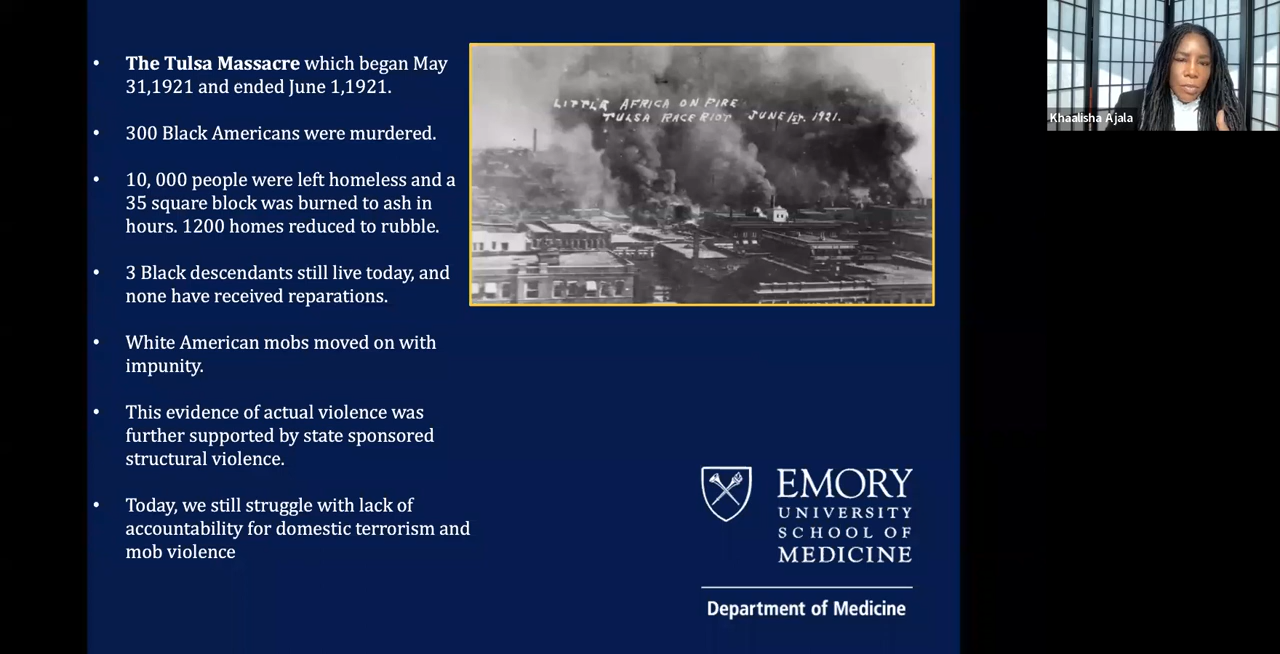 • The Tulsa Massacre which began May
31,1921 and ended June 1,1921.
• 300 Black Americans were murdered.
• 10, 000 people were left homeless and a
35 square block was burned to ash in
hours. 1200 homes reduced to rubble.
• 3 Black descendants still live today, and
none have received reparations.
• White American mobs moved on with
impunity.
• This evidence of actual violence was
further supported by state sponsored
structural violence.
• Today, we still struggle with lack of
accountability for domestic terrorism and
mob violence
LITTLE AFRICA ON FIRE
TULSA RACE RIOT JUNE 1st. 1921.
EMORY
UNIVERSITY
SCHOOL OF
MEDICINE
Department of Medicine
Khaalisha Ajala